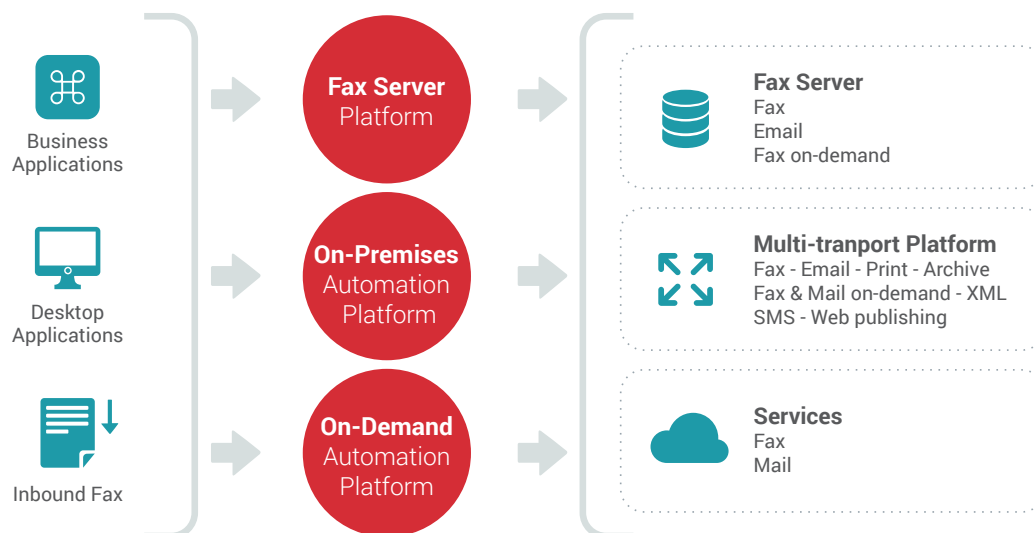 Business
Applications
Desktop
Applications
Inbound Fax
Fax Server
Platform
On-Premises
Automation
Platform
On-Demand
Automation
Platform
Fax Server
Fax
Email
Fax on-demand
Multi-tranport Platform
Fax - Email - Print - Archive
Fax & Mail on-demand - XML
SMS - Web publishing
Services
Fax
Mail